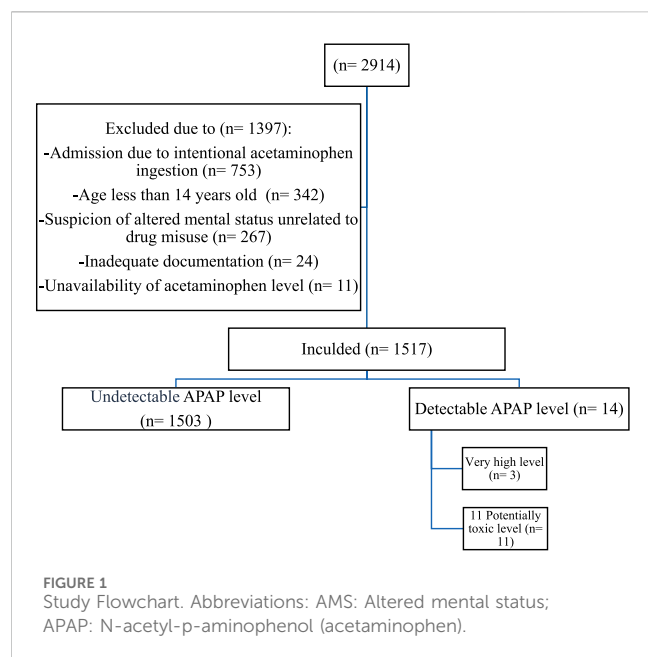 (n= 2914)
Excluded due to (n= 1397):
-Admission due to intentional acetaminophen
ingestion (n= 753)
-Age less than 14 years old (n= 342)
-Suspicion of altered mental status unrelated to
drug misuse (n= 267)
-Inadequate documentation (n= 24)
-Unavailability of acetaminophen level (n= 11)
Inculded (n= 1517)
Undetectable APAP level
(n= 1503 )
Detectable APAP level (n= 14)
Very high level
(n= 3)
11 Potentially
toxic level (n=
11)
FIGURE 1
Study Flowchart. Abbreviations: AMS: Altered mental status;
APAP: N-acetyl-p-aminophenol (acetaminophen).